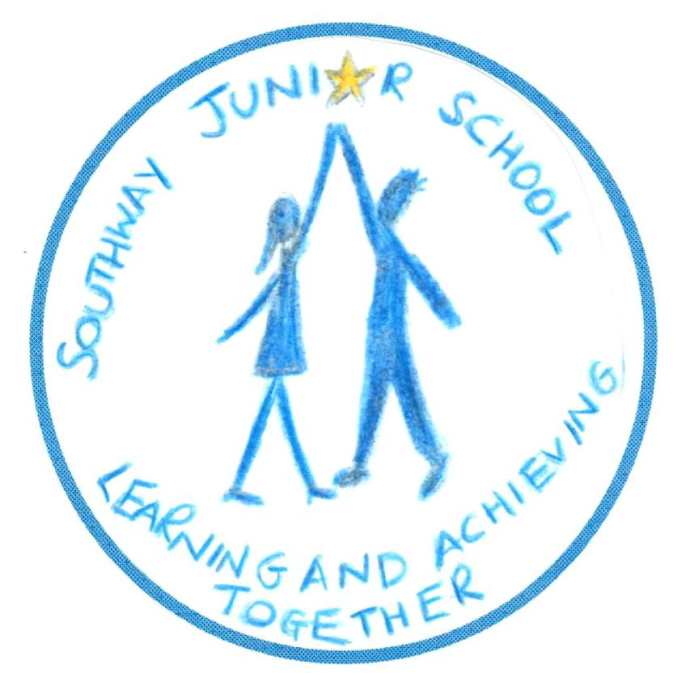 SOUTHWAY JUNIOR SCHOOL
LEARNING AND ACHIEVING
TOGETHER